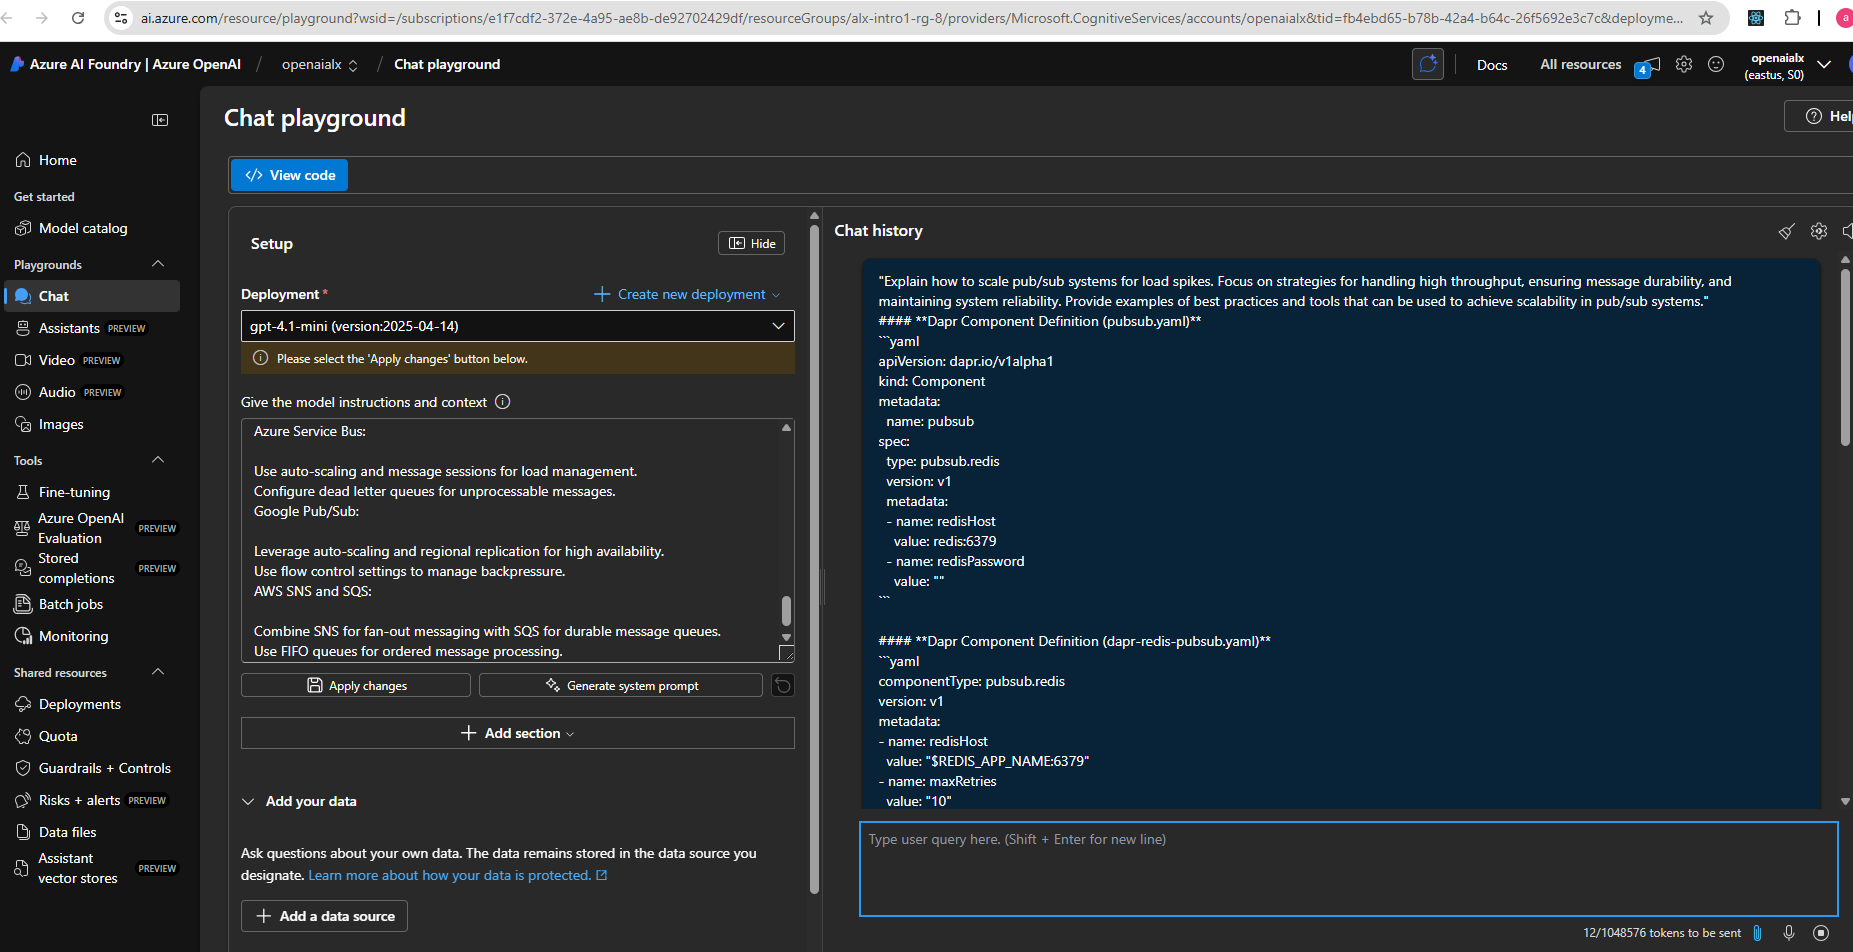 ai.azure.com/resource/playground?wsid=/subscriptions/e1f7cdf2-372e-4a95-ae8b-de92702429df/resourceGroups/alx-intro1-rg-8/providers/Microsoft.CognitiveServices/accounts/openaialx&tid=fb4ebd65-b78b-42a4-b64c-26f5692e3c7c&deployme...
a
Azure AI Foundry | Azure OpenAI / openaialx / Chat playground
Docs
All resources
4
openaialx
(eastus, S0)
Home
Get started
Model catalog
Playgrounds
Chat
Assistants PREVIEW
Video PREVIEW
Audio PREVIEW
Images
Tools
Fine-tuning
Azure OpenAI
Evaluation PREVIEW
Stored
completions PREVIEW
Batch jobs
Monitoring
Shared resources
Deployments
Quota
Guardrails + Controls
Risks + alerts PREVIEW
Data files
Assistant
vector stores PREVIEW
Chat playground
Help
</> View code
Setup
Hide
Deployment *
Create new deployment
gpt-4.1-mini (version:2025-04-14)
Please select the 'Apply changes' button below.
Give the model instructions and context
Azure Service Bus:
Use auto-scaling and message sessions for load management.
Configure dead letter queues for unprocessable messages.
Google Pub/Sub:
Leverage auto-scaling and regional replication for high availability.
Use flow control settings to manage backpressure.
AWS SNS and SQS:
Combine SNS for fan-out messaging with SQS for durable message queues.
Use FIFO queues for ordered message processing.
Apply changes
Generate system prompt
Add section
Add your data
Ask questions about your own data. The data remains stored in the data source you
designate. Learn more about how your data is protected.
Add a data source
Chat history
"Explain how to scale pub/sub systems for load spikes. Focus on strategies for handling high throughput, ensuring message durability, and
maintaining system reliability. Provide examples of best practices and tools that can be used to achieve scalability in pub/sub systems."
#### **Dapr Component Definition (pubsub.yaml)**
```yaml
apiVersion: dapr.io/v1alpha1
kind: Component
metadata:
  name: pubsub
spec:
  type: pubsub.redis
  version: v1
  metadata:
  - name: redisHost
    value: redis:6379
  - name: redisPassword
    value: ""
```
#### **Dapr Component Definition (dapr-redis-pubsub.yaml)**
```yaml
componentType: pubsub.redis
version: v1
metadata:
- name: redisHost
  value: "$REDIS_APP_NAME:6379"
- name: maxRetries
  value: "10"
Type user query here. (Shift + Enter for new line)
12/1048576 tokens to be sent